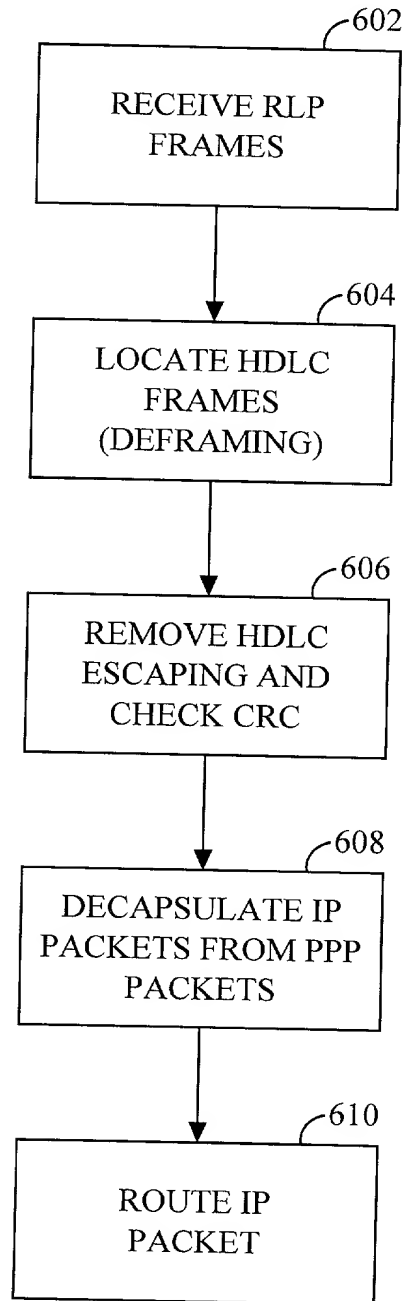 602
RECEIVE RLP
FRAMES
604
LOCATE HDLC
FRAMES
(DEFRAMING)
606
REMOVE HDLC
ESCAPING AND
CHECK CRC
608
DECAPSULATE IP
PACKETS FROM PPP
PACKETS
610
ROUTE IP
PACKET